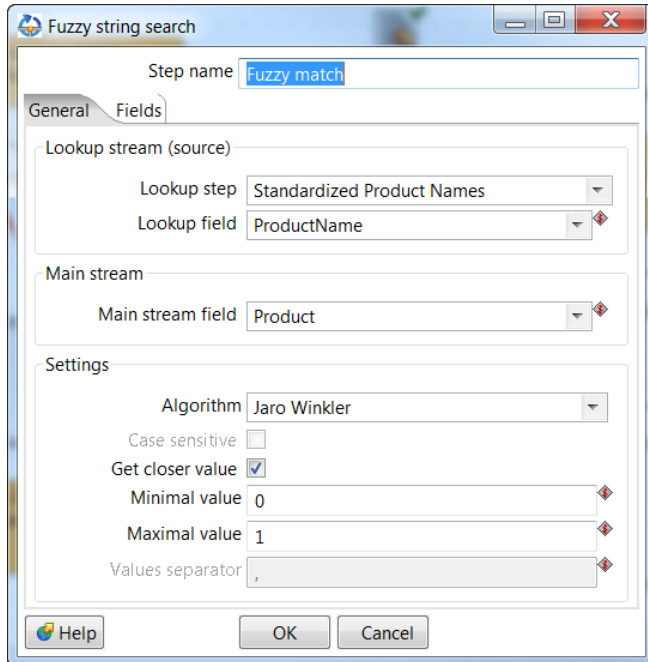 Fuzzy string search
Step name Fuzzy match
General Fields
Lookup stream (source)
Lookup step Standardized Product Names
Lookup field ProductName
Main stream
Main stream field Product
Settings
Algorithm Jaro Winkler
Case sensitive
Get closer value
Minimal value 0
Maximal value 1
Values separator ,
Help OK Cancel